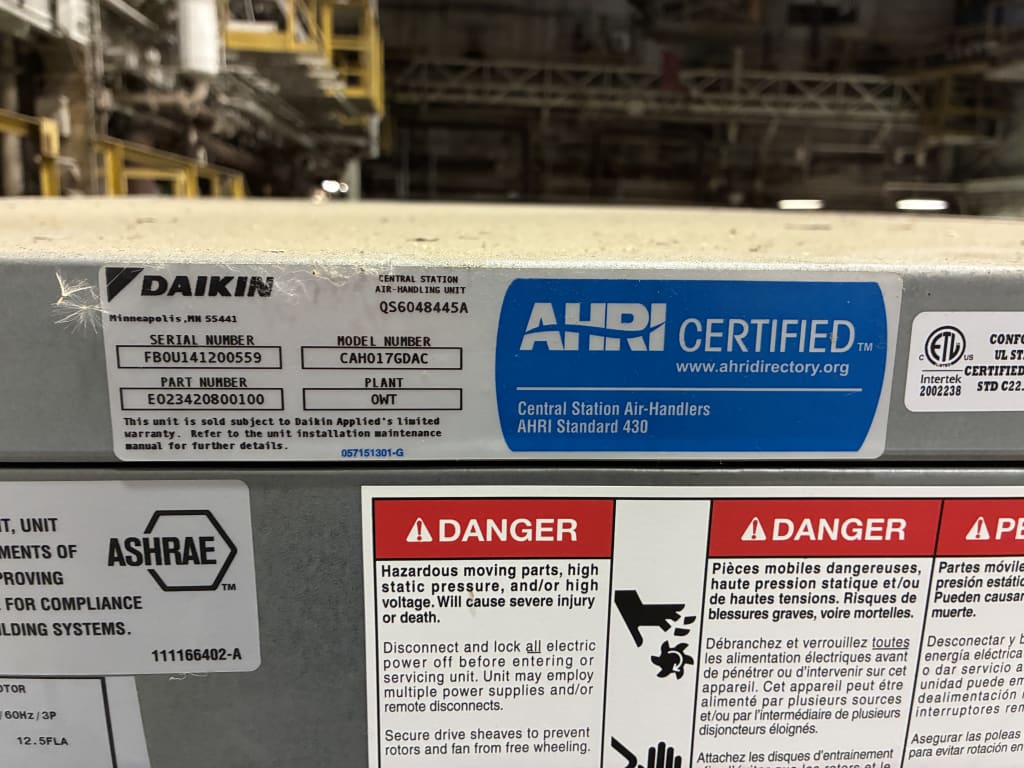 DAIKIN
Minneapolis,MN 55441
CENTRAL STATION
AIR-HANDLING UNIT
QS6048445A
SERIAL NUMBER
FBOU141200559
MODEL NUMBER
CAH017GDAC
PART NUMBER
E023420800100
PLANT
OWT
This unit is sold subject to Daikin Applied's limited
warranty. Refer to the unit installation maintenance
manual for further details.
057151301-G
AHRI CERTIFIED™
www.ahridirectory.org
Central Station Air-Handlers
AHRI Standard 430
C ETL US
Intertek
2002238
CONFO
UL ST
CERTIFIED
STD C22.
T, UNIT
MENTS OF
PROVING
FOR COMPLIANCE
ILDING SYSTEMS.
ASHRAE™
111166402-A
OTOR
/60Hz/3P
12.5FLA
DANGER
Hazardous moving parts, high
static pressure, and/or high
voltage. Will cause severe injury
or death.
Disconnect and lock all electric
power off before entering or
servicing unit. Unit may employ
multiple power supplies and/or
remote disconnects.
Secure drive sheaves to prevent
rotors and fan from free wheeling.
DANGER
Pièces mobiles dangereuses,
haute pression statique et/ou
de hautes tensions. Risques de
blessures graves, voire mortelles.
Débranchez et verrouillez toutes
les alimentation électriques avant
de pénétrer ou d'intervenir sur cet
appareil. Cet appareil peut être
alimenté par plusieurs sources
et/ou par l'intermédiaire de plusieurs
disjoncteurs éloignés.
Attachez les disques d'entrainement
PE
Partes móvile
presión estátic
Pueden causar
muerte.
Desconectar y b
energía eléctrica
o dar servicio a
unidad puede em
dealimentación
interruptores rem
Asegurar las poleas
para evitar rotación en